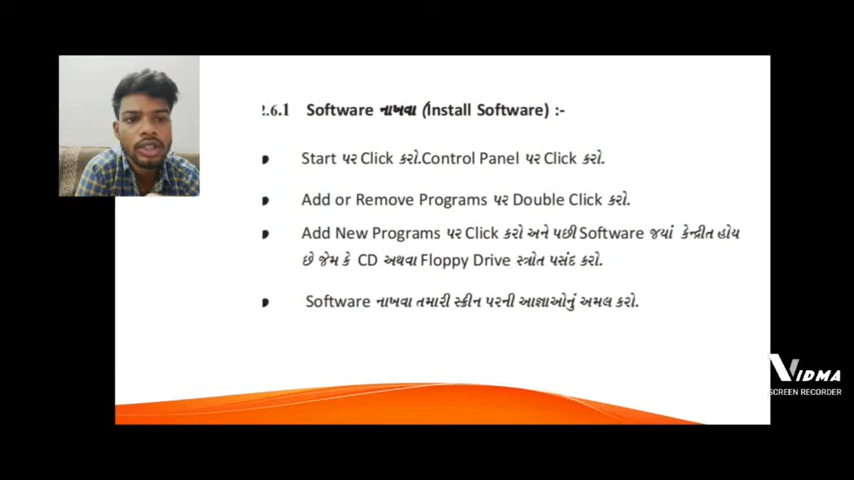 2.6.1 Software નાખવા (Install Software) :-
Start પર Click કરો.Control Panel પર Click કરો.
Add or Remove Programs પર Double Click કરો.
Add New Programs પર Click કરો અને પછી Software જયાં કેન્દ્રીત હોય
છે જેમ કે CD અથવા Floppy Drive સ્ત્રોત પસંદ કરો.
Software નાખવા તમારી સ્ક્રીન પરની આજ્ઞાઓનું અમલ કરો.
VIDMA
SCREEN RECORDER